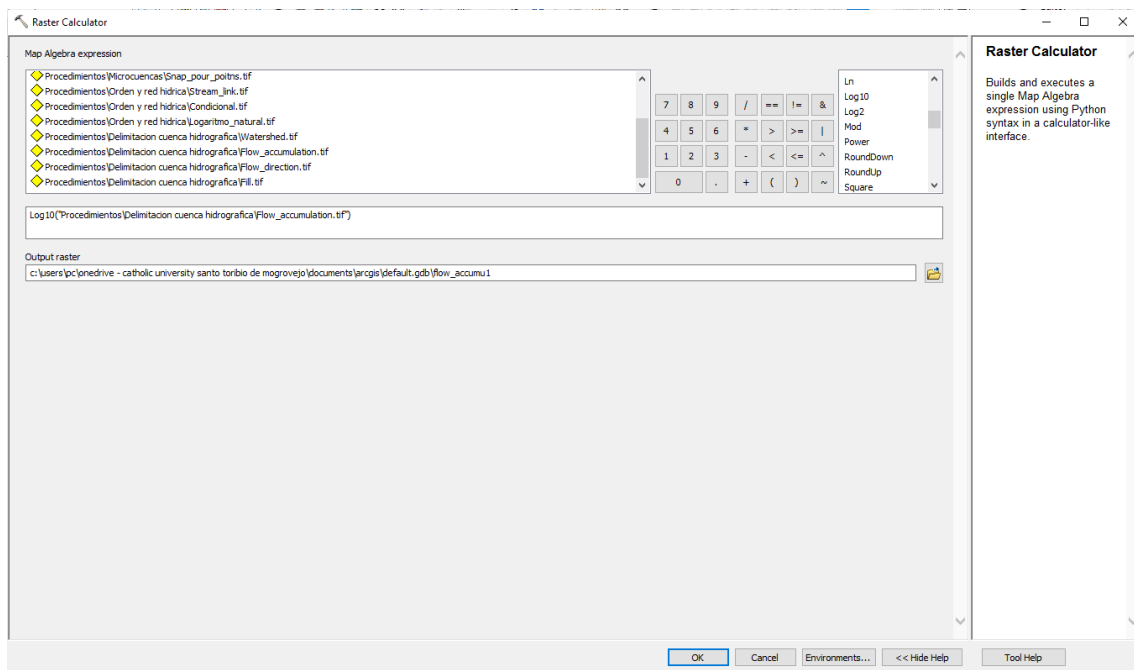 Raster Calculator
Map Algebra expression
Procedimientos\Microcuencas\Snap_pour_poitns.tif
Procedimientos\Orden y red hidrica\Stream_link.tif
Procedimientos\Orden y red hidrica\Condicional.tif
Procedimientos\Orden y red hidrica\Logaritmo_natural.tif
Procedimientos\Delimitacion cuenca hidrografica\Watershed.tif
Procedimientos\Delimitacion cuenca hidrografica\Flow_accumulation.tif
Procedimientos\Delimitacion cuenca hidrografica\Flow_direction.tif
Procedimientos\Delimitacion cuenca hidrografica\Fill.tif
7 8 9 / == != &
4 5 6 * > >= |
1 2 3 - < <= ^
0 . + ( ) ~
Ln
Log10
Log2
Mod
Power
RoundDown
RoundUp
Square
Log10("Procedimientos\Delimitacion cuenca hidrografica\Flow_accumulation.tif")
Output raster
c:\users\pc\onedrive - catholic university santo toribio de mogrovejo\documents\arcgis\default.gdb\flow_accumu1
OK Cancel Environments... << Hide Help Tool Help
Raster Calculator
Builds and executes a
single Map Algebra
expression using Python
syntax in a calculator-like
interface.